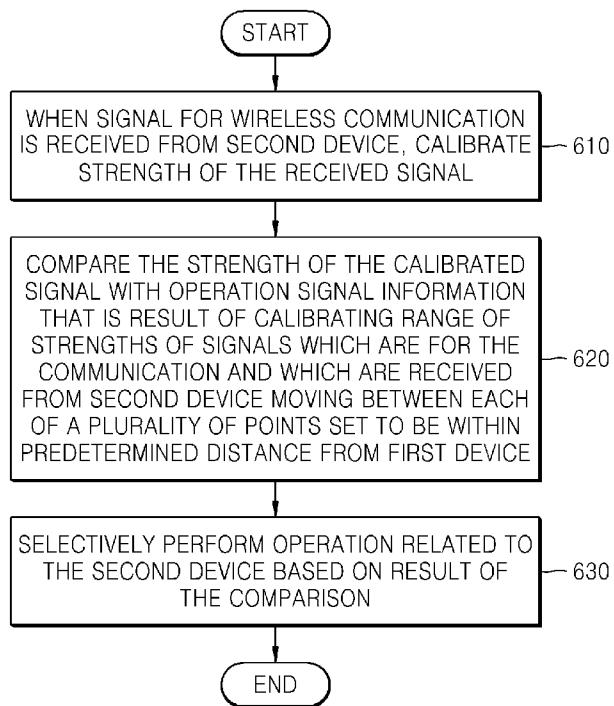 START
WHEN SIGNAL FOR WIRELESS COMMUNICATION
IS RECEIVED FROM SECOND DEVICE, CALIBRATE
STRENGTH OF THE RECEIVED SIGNAL
610
COMPARE THE STRENGTH OF THE CALIBRATED
SIGNAL WITH OPERATION SIGNAL INFORMATION
THAT IS RESULT OF CALIBRATING RANGE OF
STRENGTHS OF SIGNALS WHICH ARE FOR THE
COMMUNICATION AND WHICH ARE RECEIVED
FROM SECOND DEVICE MOVING BETWEEN EACH
OF A PLURALITY OF POINTS SET TO BE WITHIN
PREDETERMINED DISTANCE FROM FIRST DEVICE
620
SELECTIVELY PERFORM OPERATION RELATED TO
THE SECOND DEVICE BASED ON RESULT OF
THE COMPARISON
630
END